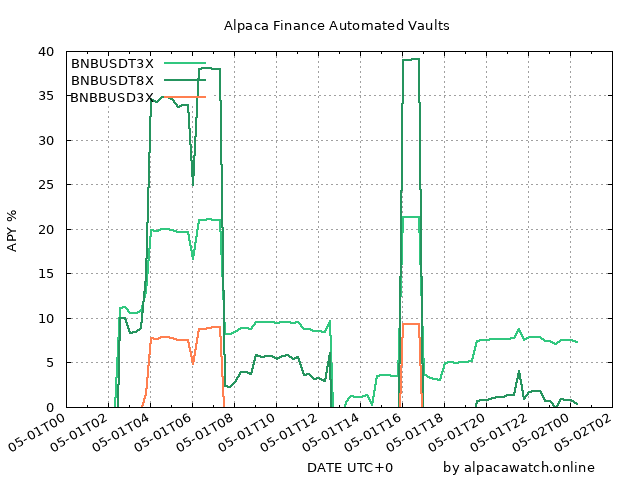 Alpaca Finance Automated Vaults
40
35
30
25
20
15
10
5
0
APY %
BNBUSDT3X
BNBUSDT8X
BNBBUSD3X
05-01T00
05-01T02
05-01T04
05-01T06
05-01T08
05-01T10
05-01T12
05-01T14
05-01T16
05-01T18
05-01T20
05-01T22
05-02T00
05-02T02
DATE UTC+0
by alpacawatch.online